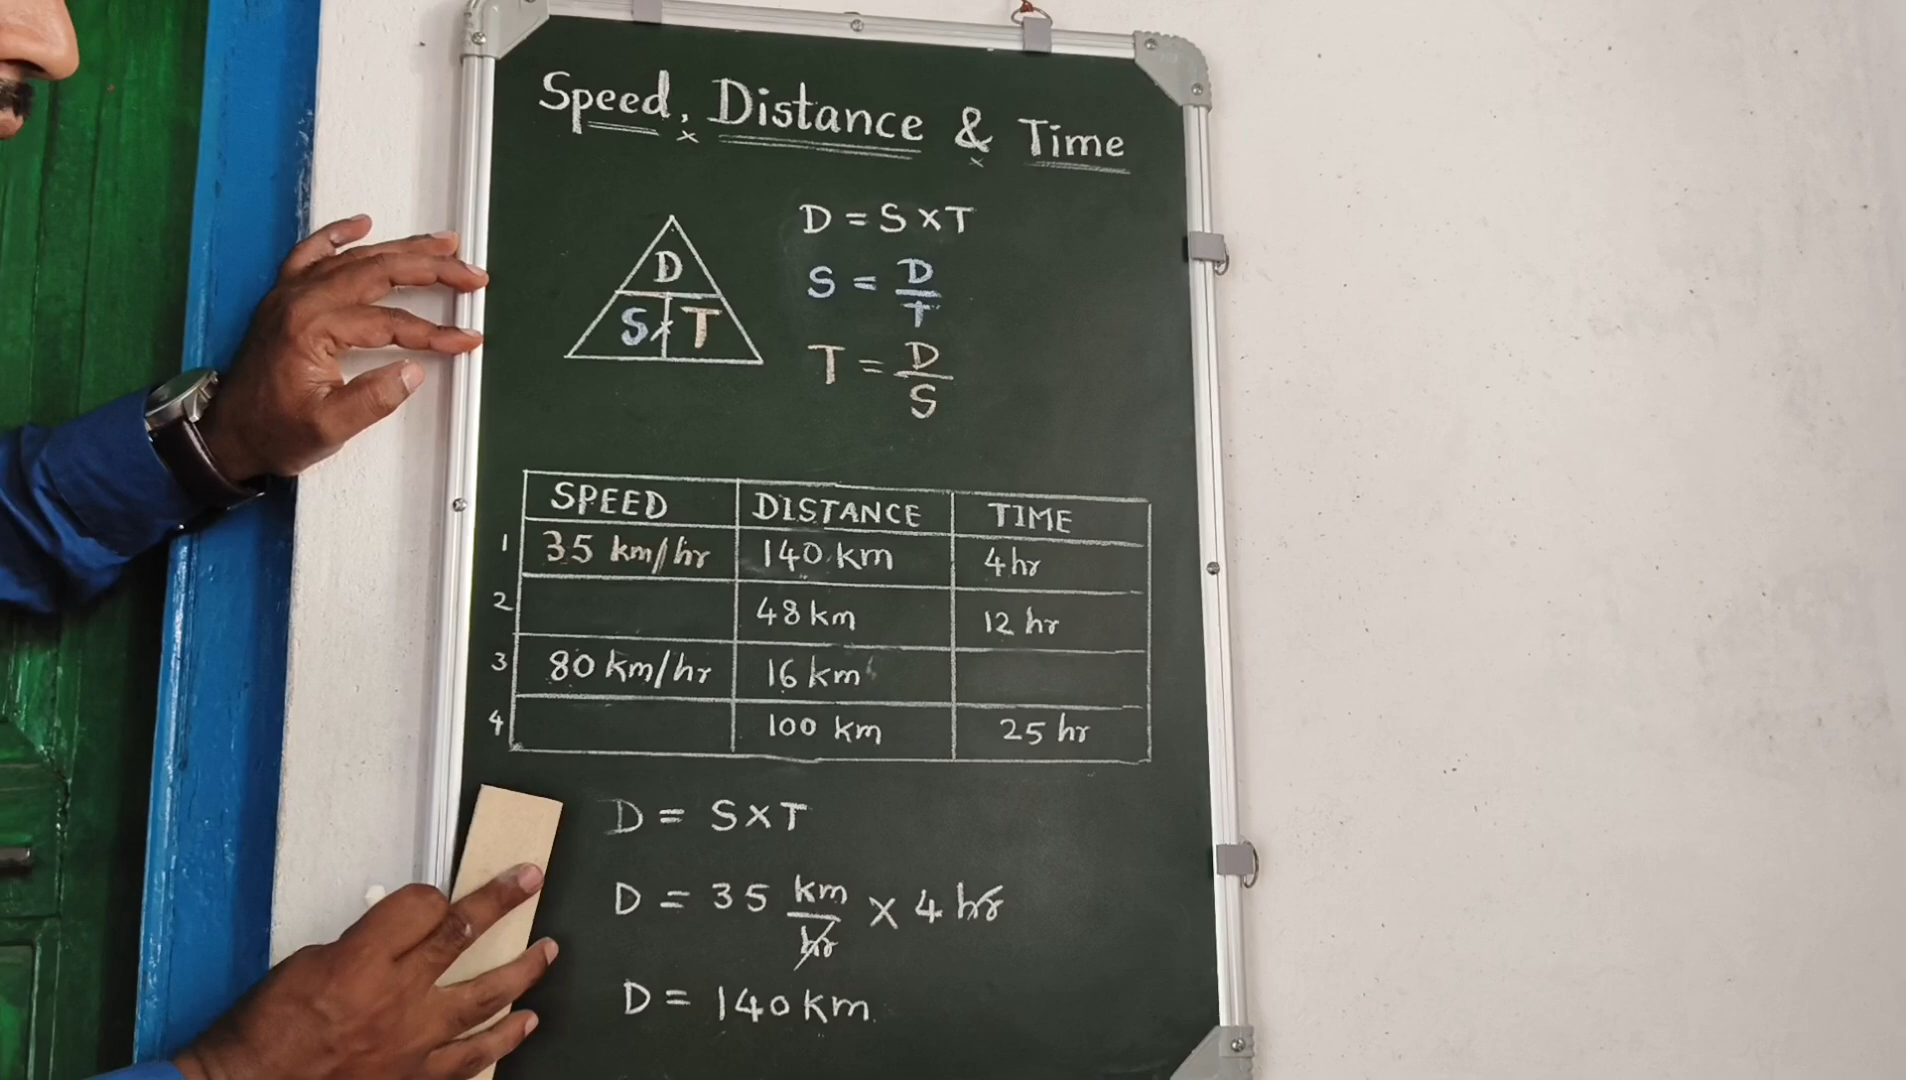 Speed, Distance & Time
D = S × T
D
S = D/T
S × T
T = D/S
SPEED DISTANCE TIME
1 35 km/hr 140 km 4 hr
2 48 km 12 hr
3 80 km/hr 16 km
4 100 km 25 hr
D = S × T
D = 35 km/hr × 4 hr
D = 140 km